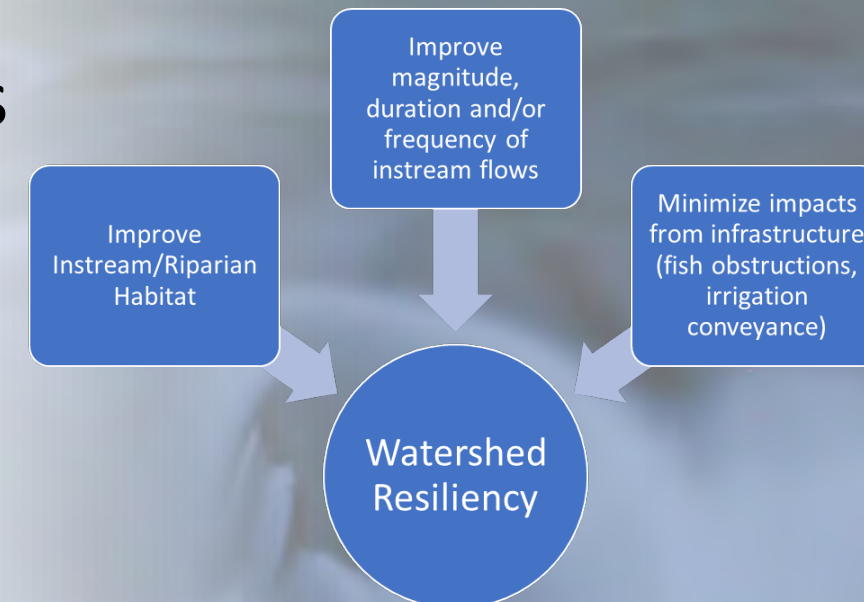 s
Improve
magnitude,
duration and/or
frequency of
instream flows
Improve
Instream/Riparian
Habitat
Minimize impacts
from infrastructure
(fish obstructions,
irrigation
conveyance)
Watershed
Resiliency